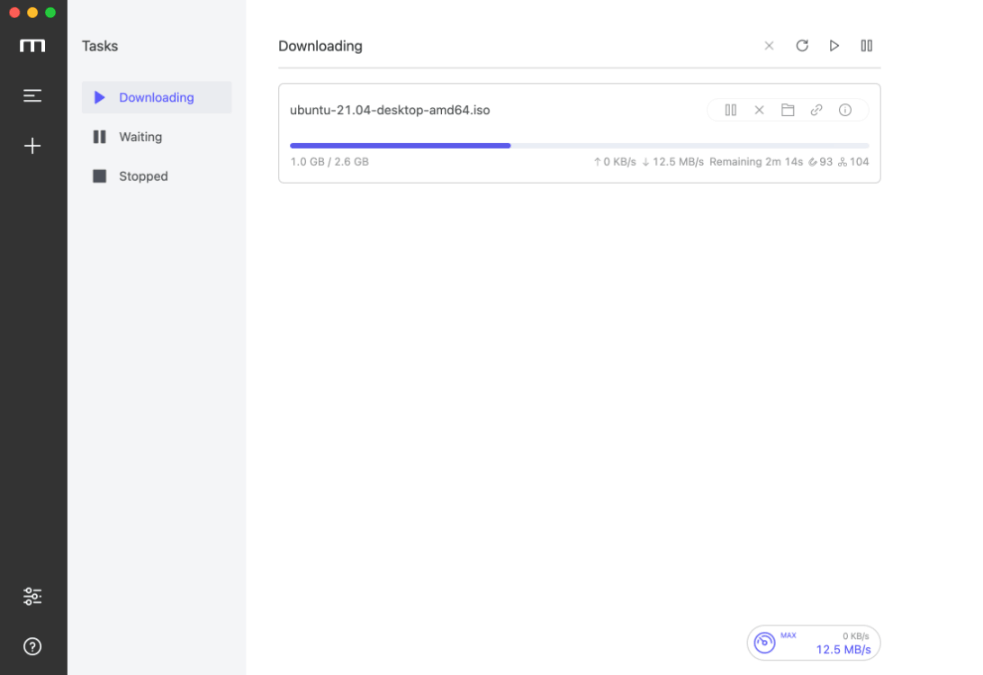 Tasks
Downloading
Waiting
Stopped
Downloading
ubuntu-21.04-desktop-amd64.iso
1.0 GB / 2.6 GB
↑ 0 KB/s ↓ 12.5 MB/s Remaining 2m 14s 93 104
MAX
0 KB/s
12.5 MB/s